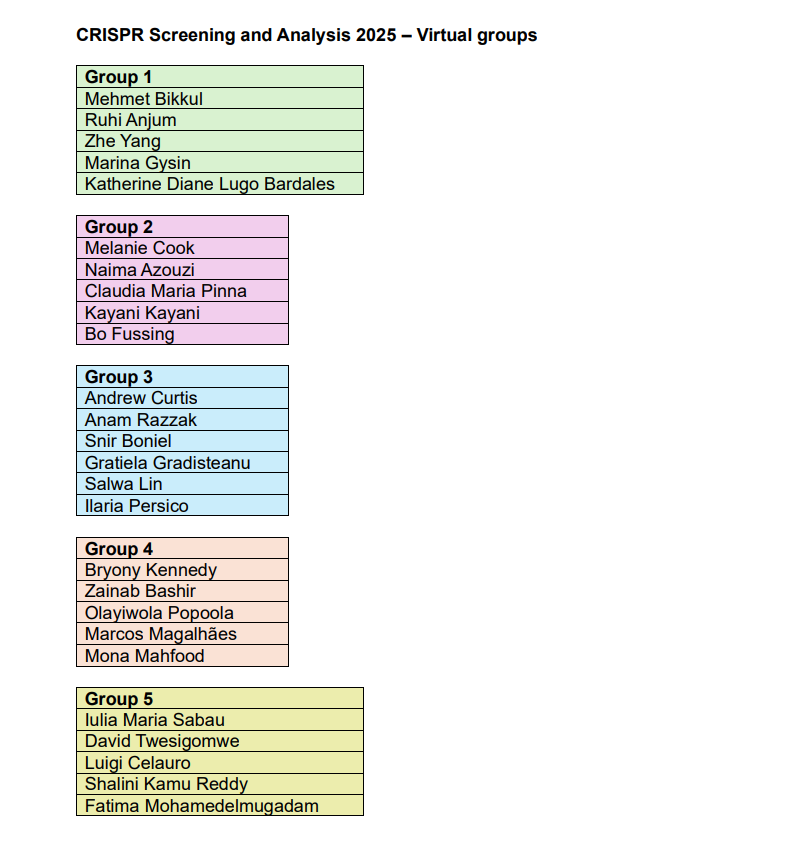 CRISPR Screening and Analysis 2025 – Virtual groups
Group 1
Mehmet Bikkul
Ruhi Anjum
Zhe Yang
Marina Gysin
Katherine Diane Lugo Bardales
Group 2
Melanie Cook
Naima Azouzi
Claudia Maria Pinna
Kayani Kayani
Bo Fussing
Group 3
Andrew Curtis
Anam Razzak
Snir Boniel
Gratiela Gradisteanu
Salwa Lin
Ilaria Persico
Group 4
Bryony Kennedy
Zainab Bashir
Olayiwola Popoola
Marcos Magalhães
Mona Mahfood
Group 5
Iulia Maria Sabau
David Twesigomwe
Luigi Celauro
Shalini Kamu Reddy
Fatima Mohamedelmugadam